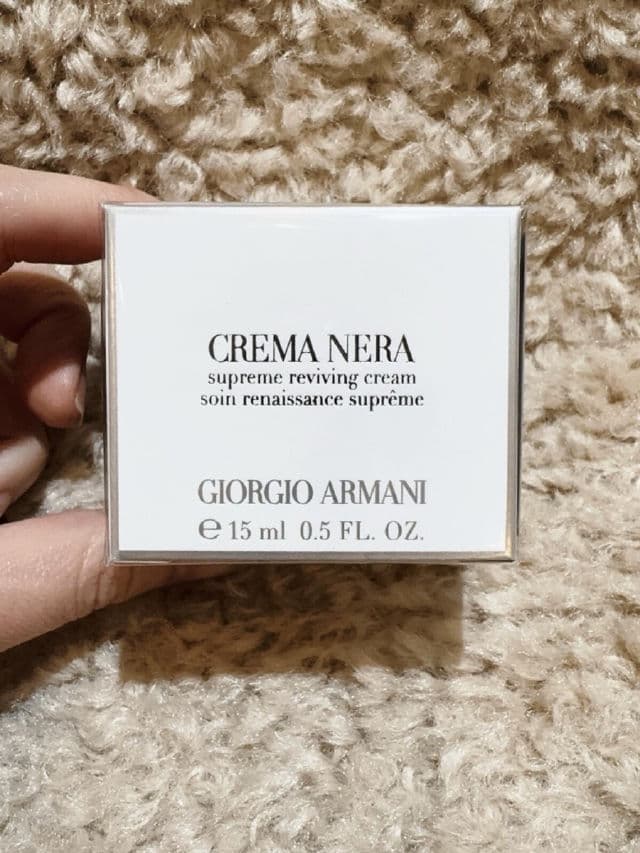 CREMA NERA
supreme reviving cream
soin renaissance suprême
GIORGIO ARMANI
℮ 15 ml 0.5 FL. OZ.